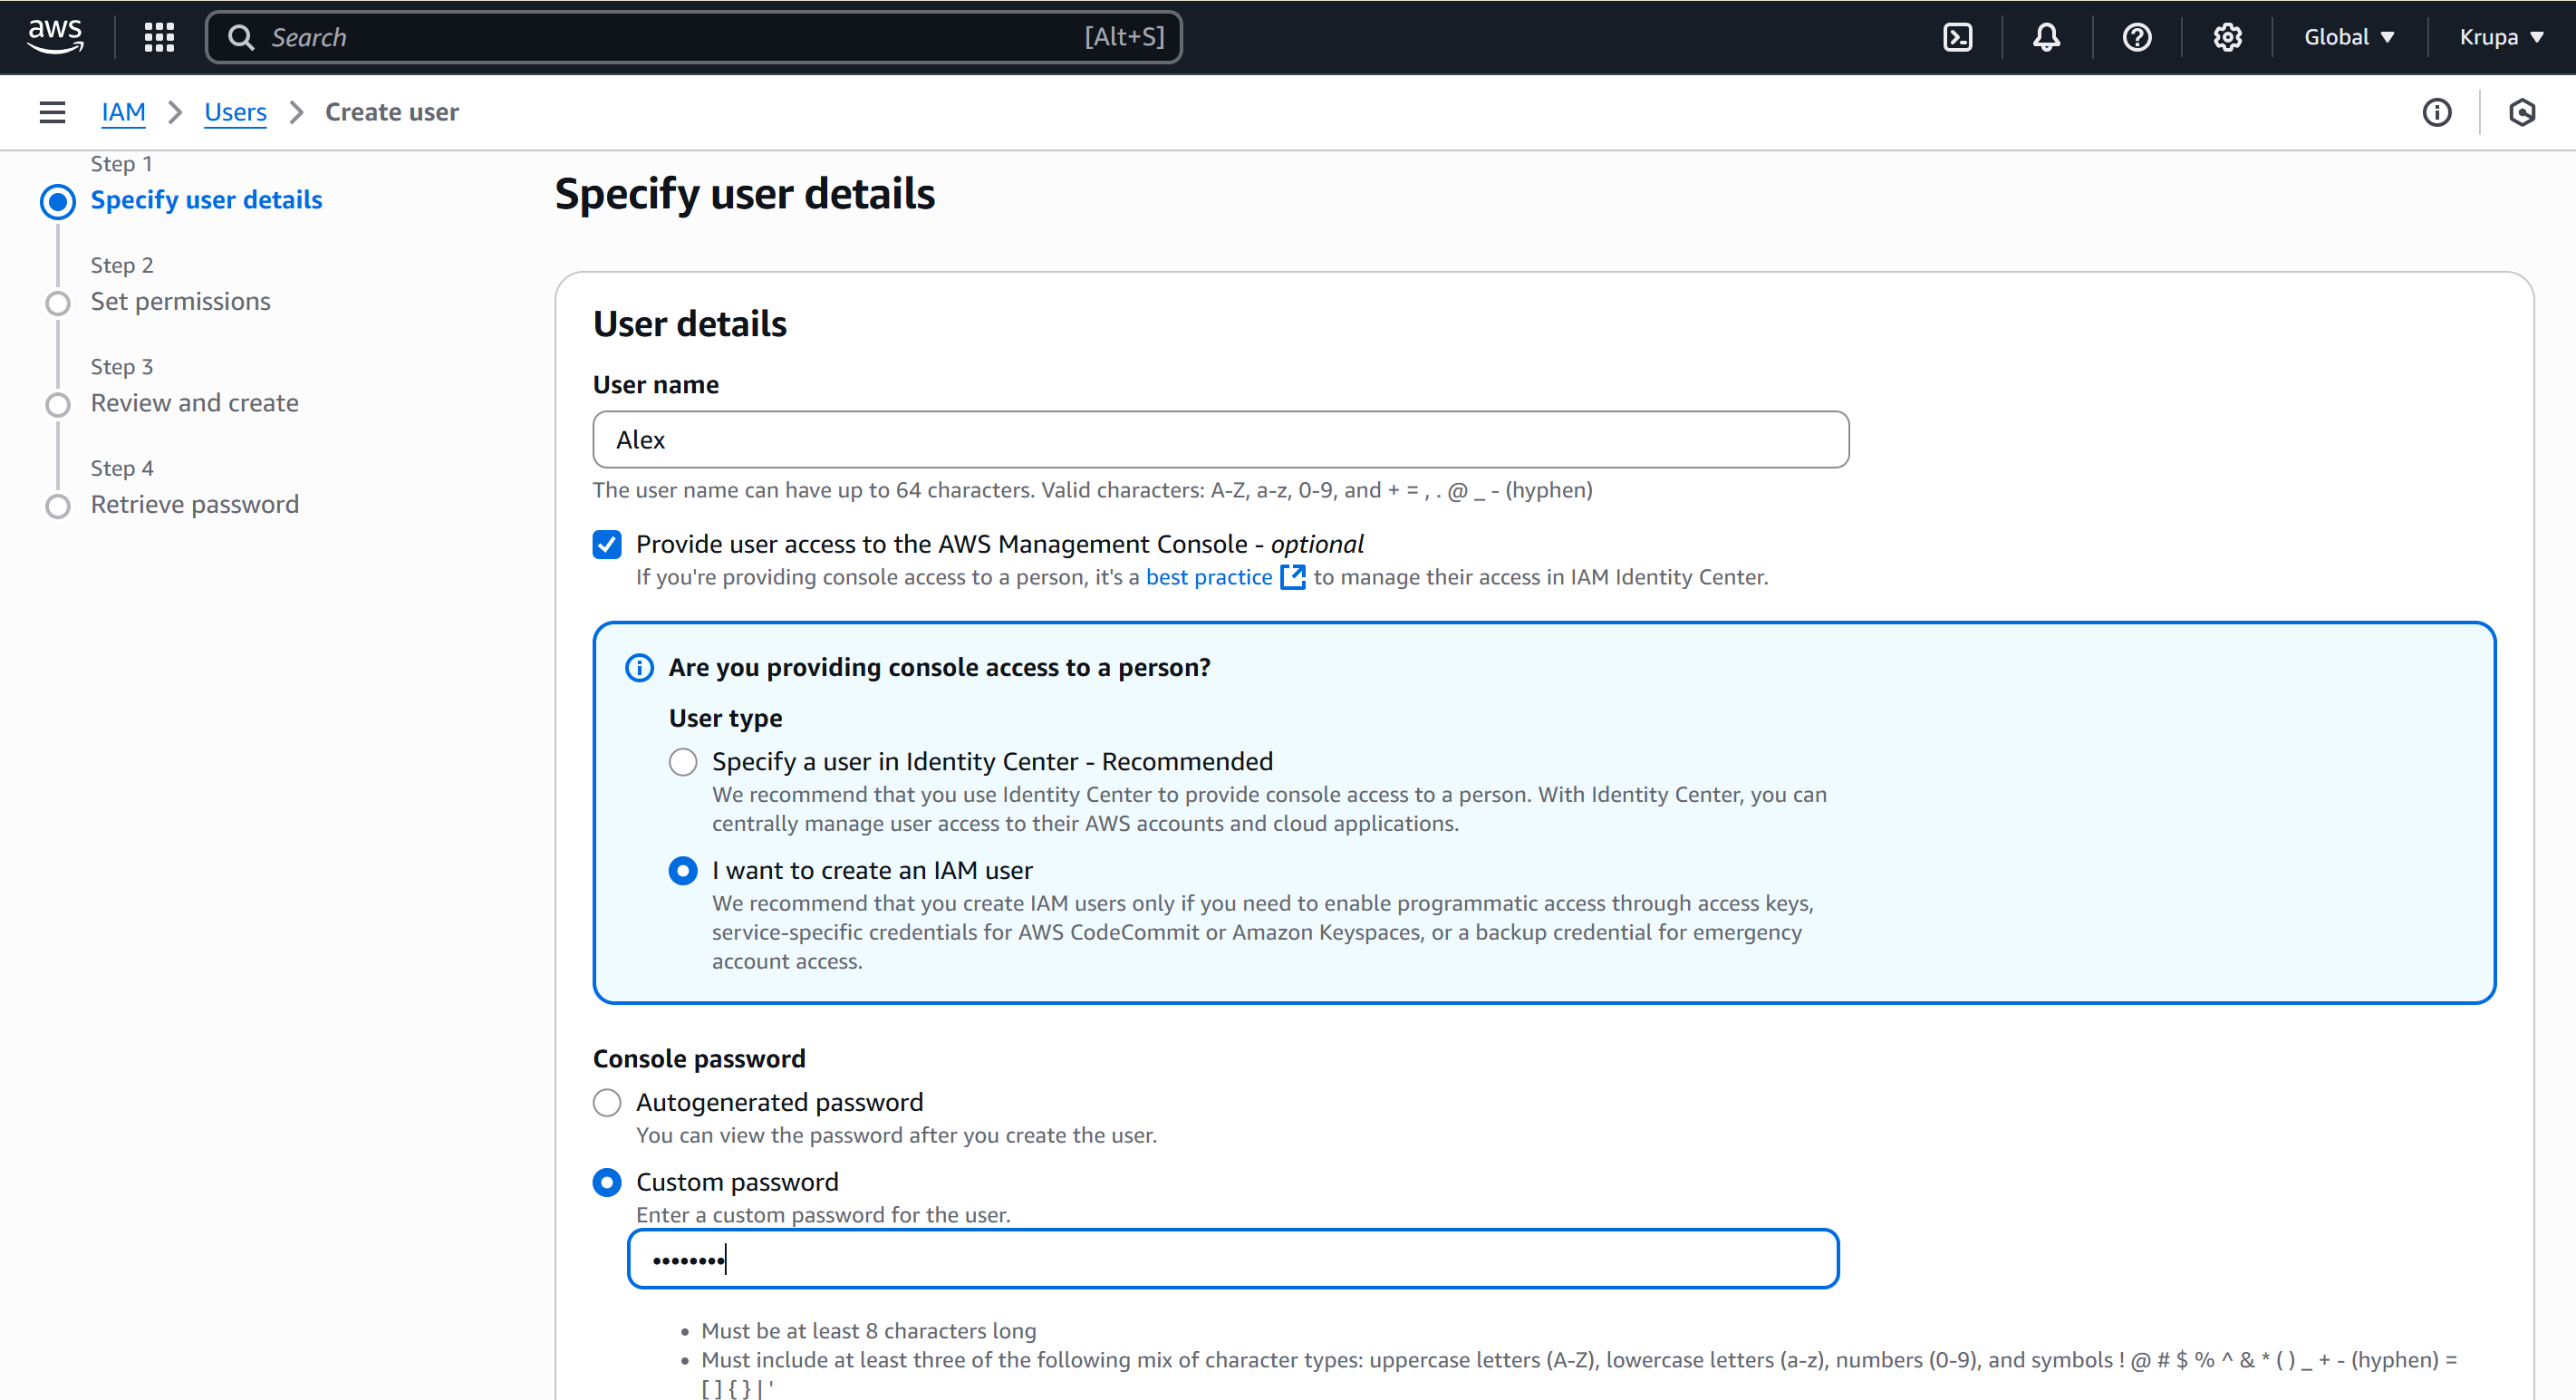 aws
Search [Alt+S]
Global
Krupa
IAM
Users
Create user
Step 1
Specify user details
Step 2
Set permissions
Step 3
Review and create
Step 4
Retrieve password
Specify user details
User details
User name
Alex
The user name can have up to 64 characters. Valid characters: A-Z, a-z, 0-9, and + = , . @ _ - (hyphen)
Provide user access to the AWS Management Console - optional
If you're providing console access to a person, it's a best practice to manage their access in IAM Identity Center.
Are you providing console access to a person?
User type
Specify a user in Identity Center - Recommended
We recommend that you use Identity Center to provide console access to a person. With Identity Center, you can
centrally manage user access to their AWS accounts and cloud applications.
I want to create an IAM user
We recommend that you create IAM users only if you need to enable programmatic access through access keys,
service-specific credentials for AWS CodeCommit or Amazon Keyspaces, or a backup credential for emergency
account access.
Console password
Autogenerated password
You can view the password after you create the user.
Custom password
Enter a custom password for the user.
••••••••
• Must be at least 8 characters long
• Must include at least three of the following mix of character types: uppercase letters (A-Z), lowercase letters (a-z), numbers (0-9), and symbols ! @ # $ % ^ & * ( ) _ + - (hyphen) =
[ ] { } | '